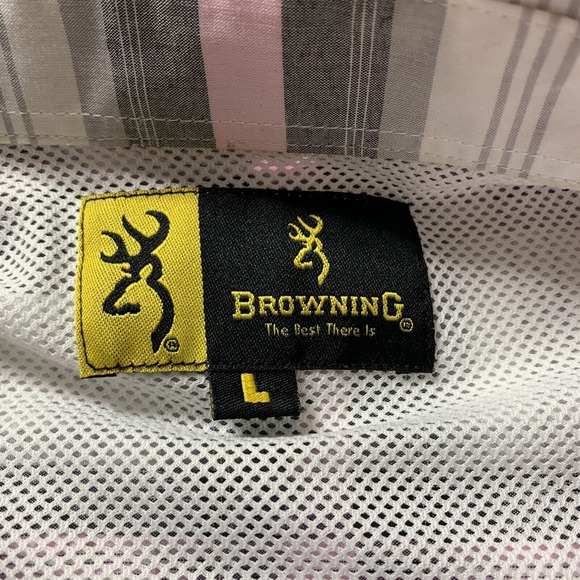 BROWNING®
The Best There Is
®
L